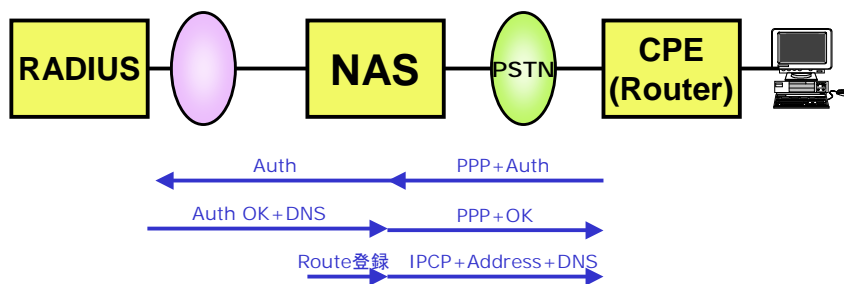 RADIUS
NAS
PSTN
CPE
(Router)
Auth
PPP+Auth
Auth OK+DNS
PPP+OK
Route登録
IPCP+Address+DNS